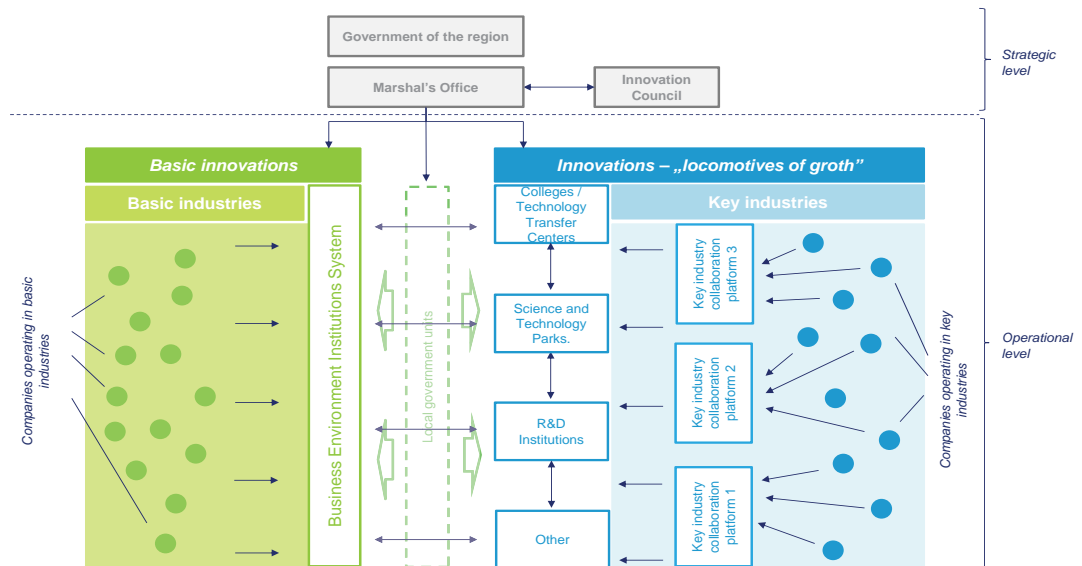 Government of the region
Marshal's Office
Innovation
Council
Strategic
level
Basic innovations
Innovations – „locomotives of groth”
Basic industries
Key industries
Business Environment Institutions System
Local government units
Colleges /
Technology
Transfer
Centers
Science and
Technology
Parks.
R&D
Institutions
Other
Key industry
collaboration
platform 3
Key industry
collaboration
platform 2
Key industry
collaboration
platform 1
Companies operating in basic
industries
Companies operating in key
industries
Operational
level